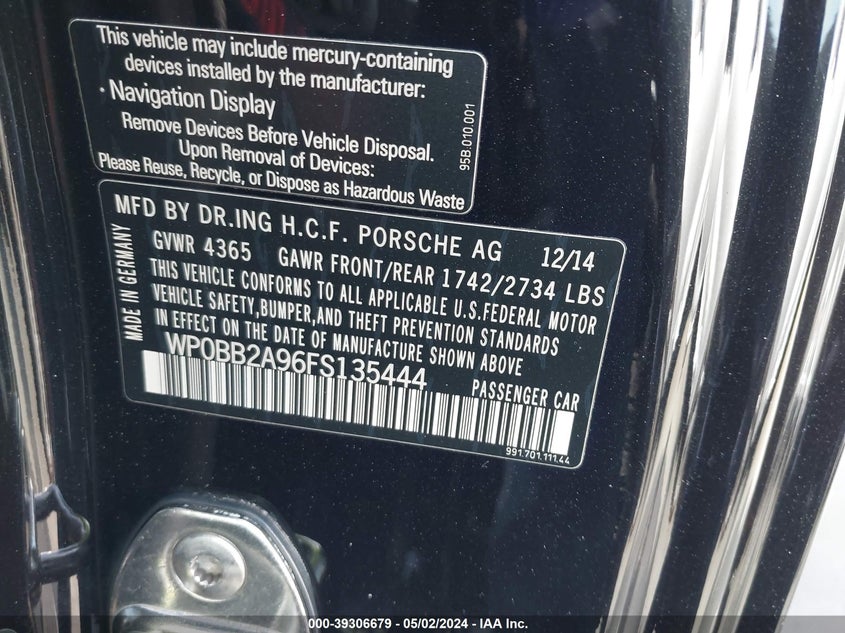 This vehicle may include mercury-containing
devices installed by the manufacturer:
· Navigation Display
Remove Devices Before Vehicle Disposal.
Upon Removal of Devices:
Please Reuse, Recycle, or Dispose as Hazardous Waste
95B.010.001
MFD BY DR.ING H.C.F. PORSCHE AG 12/14
GVWR 4365 GAWR FRONT/REAR 1742/2734 LBS
THIS VEHICLE CONFORMS TO ALL APPLICABLE U.S.FEDERAL MOTOR
VEHICLE SAFETY,BUMPER,AND THEFT PREVENTION STANDARDS
IN EFFECT ON THE DATE OF MANUFACTURE SHOWN ABOVE
WP0BB2A96FS135444 PASSENGER CAR
MADE IN GERMANY
991.701.111.44
000-39306679 - 05/02/2024 - IAA Inc.